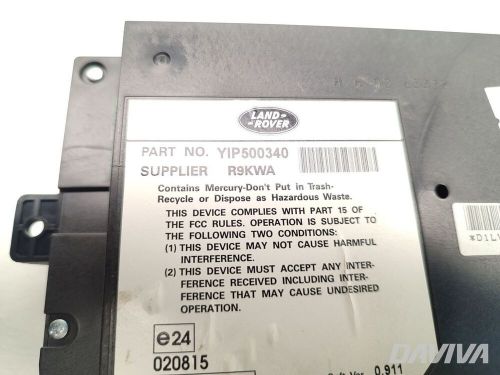 LAND-
-ROVER
PART NO. YIP500340
SUPPLIER R9KWA
Contains Mercury-Don't Put in Trash-
Recycle or Dispose as Hazardous Waste.
THIS DEVICE COMPLIES WITH PART 15 OF
THE FCC RULES. OPERATION IS SUBJECT TO
THE FOLLOWING TWO CONDITIONS:
(1) THIS DEVICE MAY NOT CAUSE HARMFUL
INTERFERENCE.
(2) THIS DEVICE MUST ACCEPT ANY INTER-
FERENCE RECEIVED INCLUDING INTER-
FERENCE THAT MAY CAUSE UNDESIRED
OPERATION.
e24
020815
Soft Ver 0.911
*D1L
DAVIVA